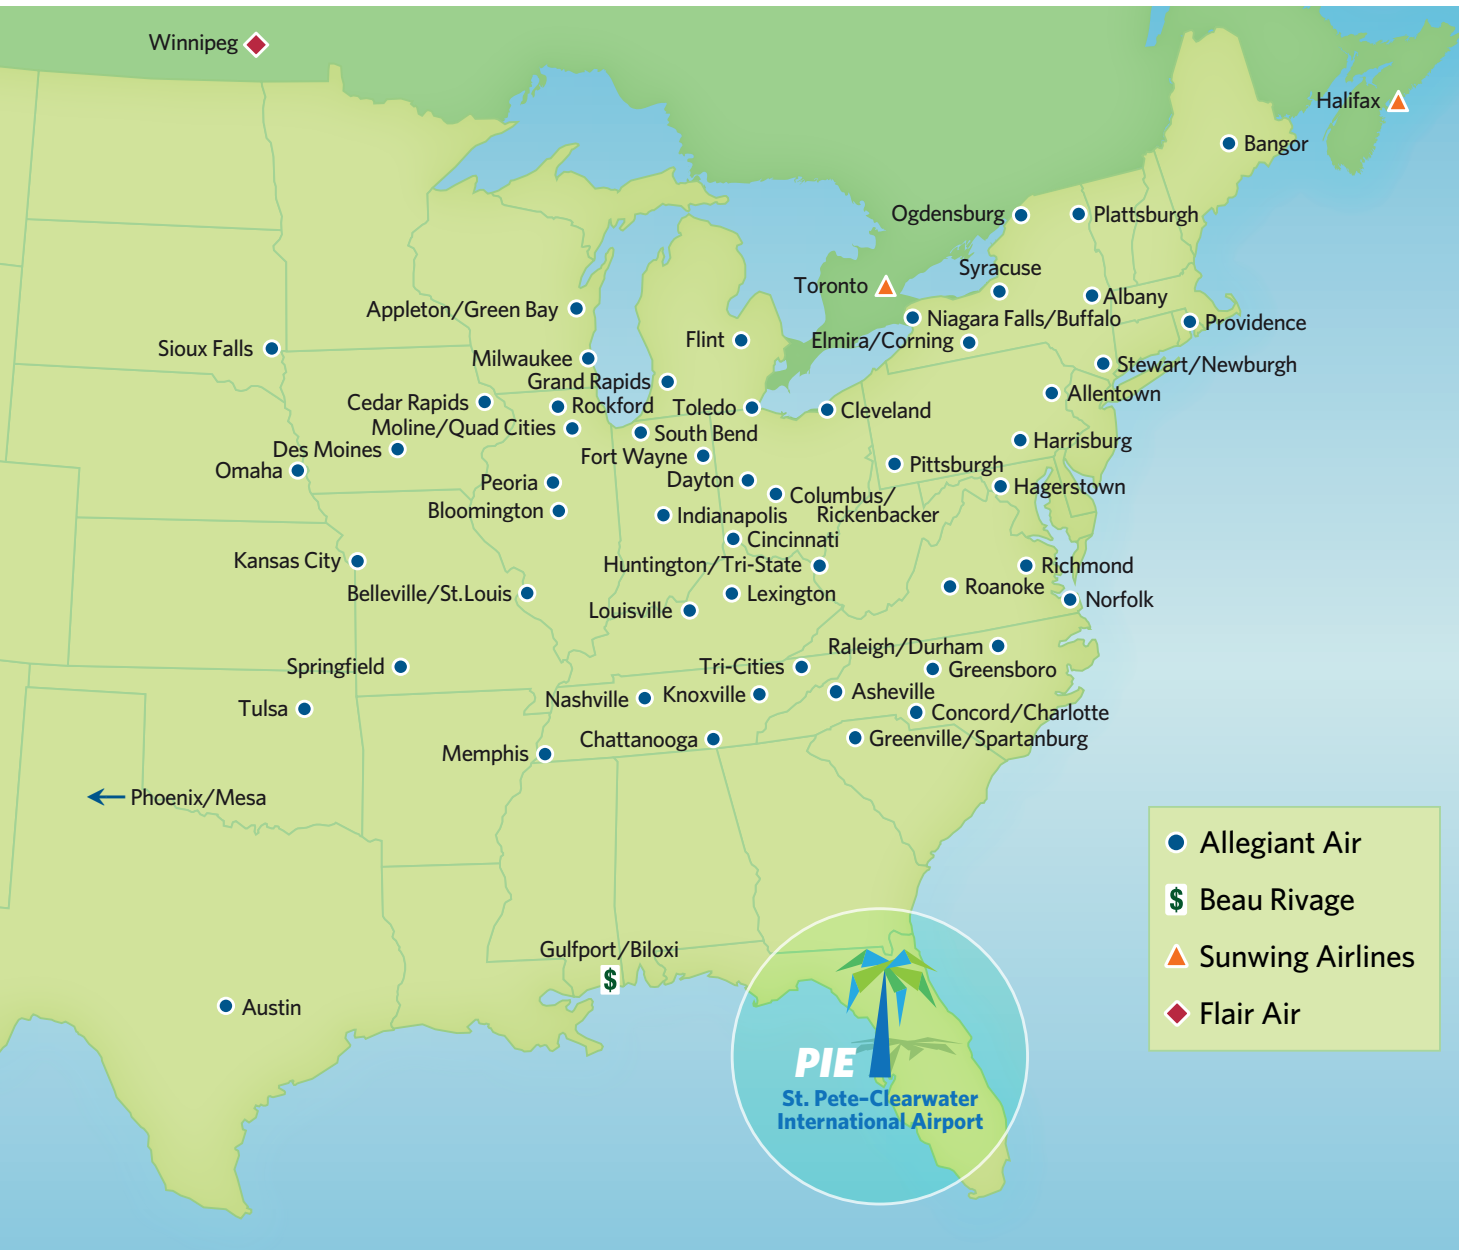 Winnipeg
Halifax
Bangor
Ogdensburg
Plattsburgh
Syracuse
Toronto
Albany
Appleton/Green Bay
Niagara Falls/Buffalo
Providence
Flint
Elmira/Corning
Sioux Falls
Milwaukee
Stewart/Newburgh
Grand Rapids
Allentown
Cedar Rapids
Rockford
Toledo
Cleveland
Moline/Quad Cities
South Bend
Harrisburg
Des Moines
Fort Wayne
Pittsburgh
Omaha
Peoria
Dayton
Hagerstown
Columbus/
Rickenbacker
Bloomington
Indianapolis
Cincinnati
Kansas City
Huntington/Tri-State
Richmond
Roanoke
Belleville/St.Louis
Lexington
Norfolk
Louisville
Raleigh/Durham
Springfield
Tri-Cities
Greensboro
Nashville
Knoxville
Asheville
Tulsa
Concord/Charlotte
Chattanooga
Greenville/Spartanburg
Memphis
Phoenix/Mesa
Allegiant Air
$ Beau Rivage
Sunwing Airlines
Flair Air
Gulfport/Biloxi
$
Austin
PIE
St. Pete–Clearwater
International Airport